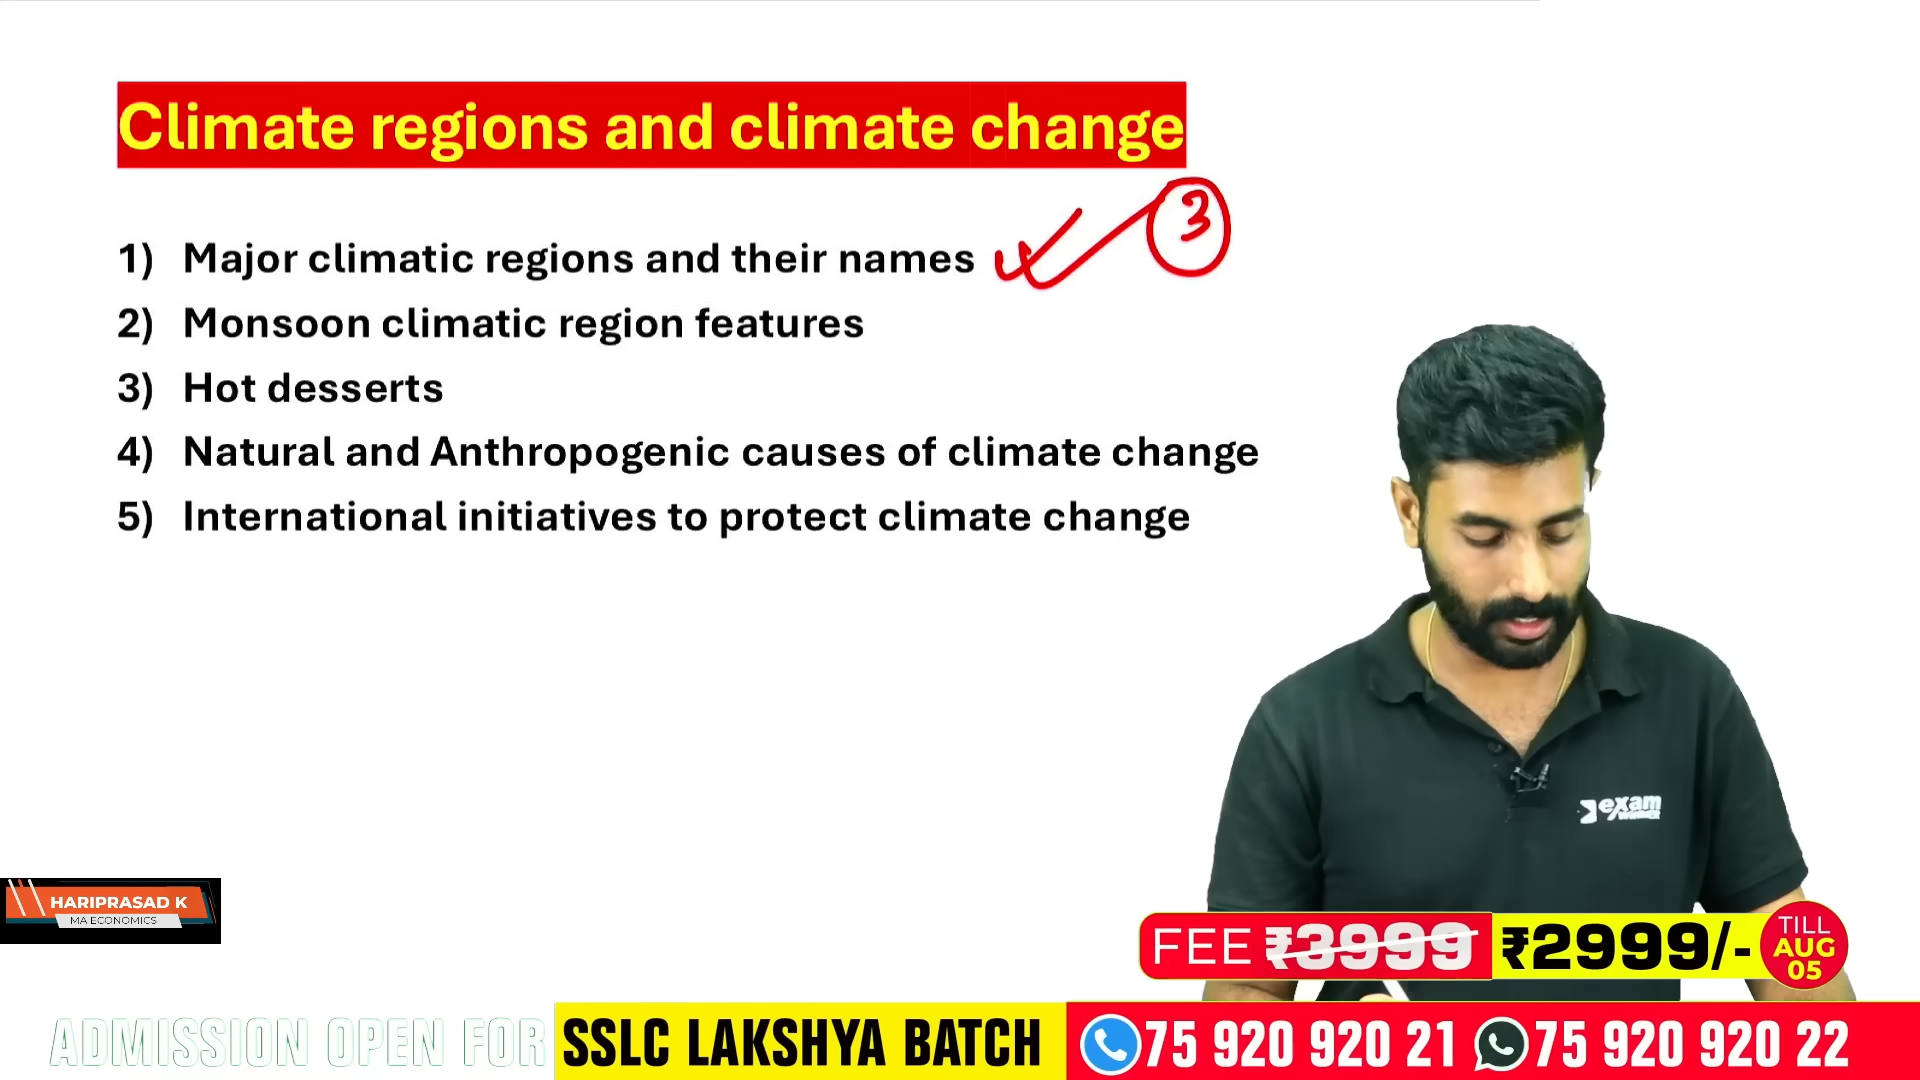 Climate regions and climate change
3
1) Major climatic regions and their names
2) Monsoon climatic region features
3) Hot desserts
4) Natural and Anthropogenic causes of climate change
5) International initiatives to protect climate change
exam
WINNER
HARIPRASAD K
MA ECONOMICS
FEE ₹3999 ₹2999/- TILL AUG 05
ADMISSION OPEN FOR SSLC LAKSHYA BATCH 75 920 920 21 75 920 920 22